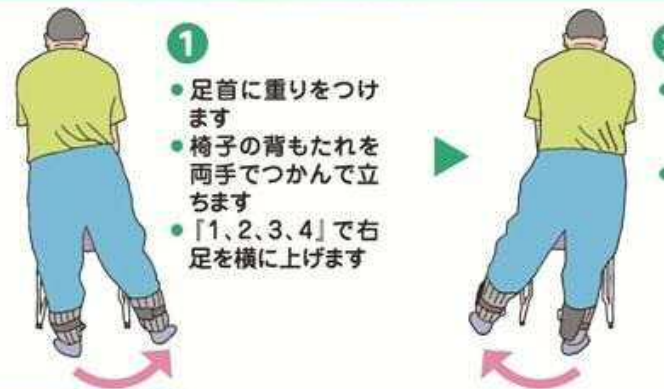 1
● 足首に重りをつけ
ます
● 椅子の背もたれを
両手でつかんで立
ちます
● 『1、2、3、4』で右
足を横に上げます